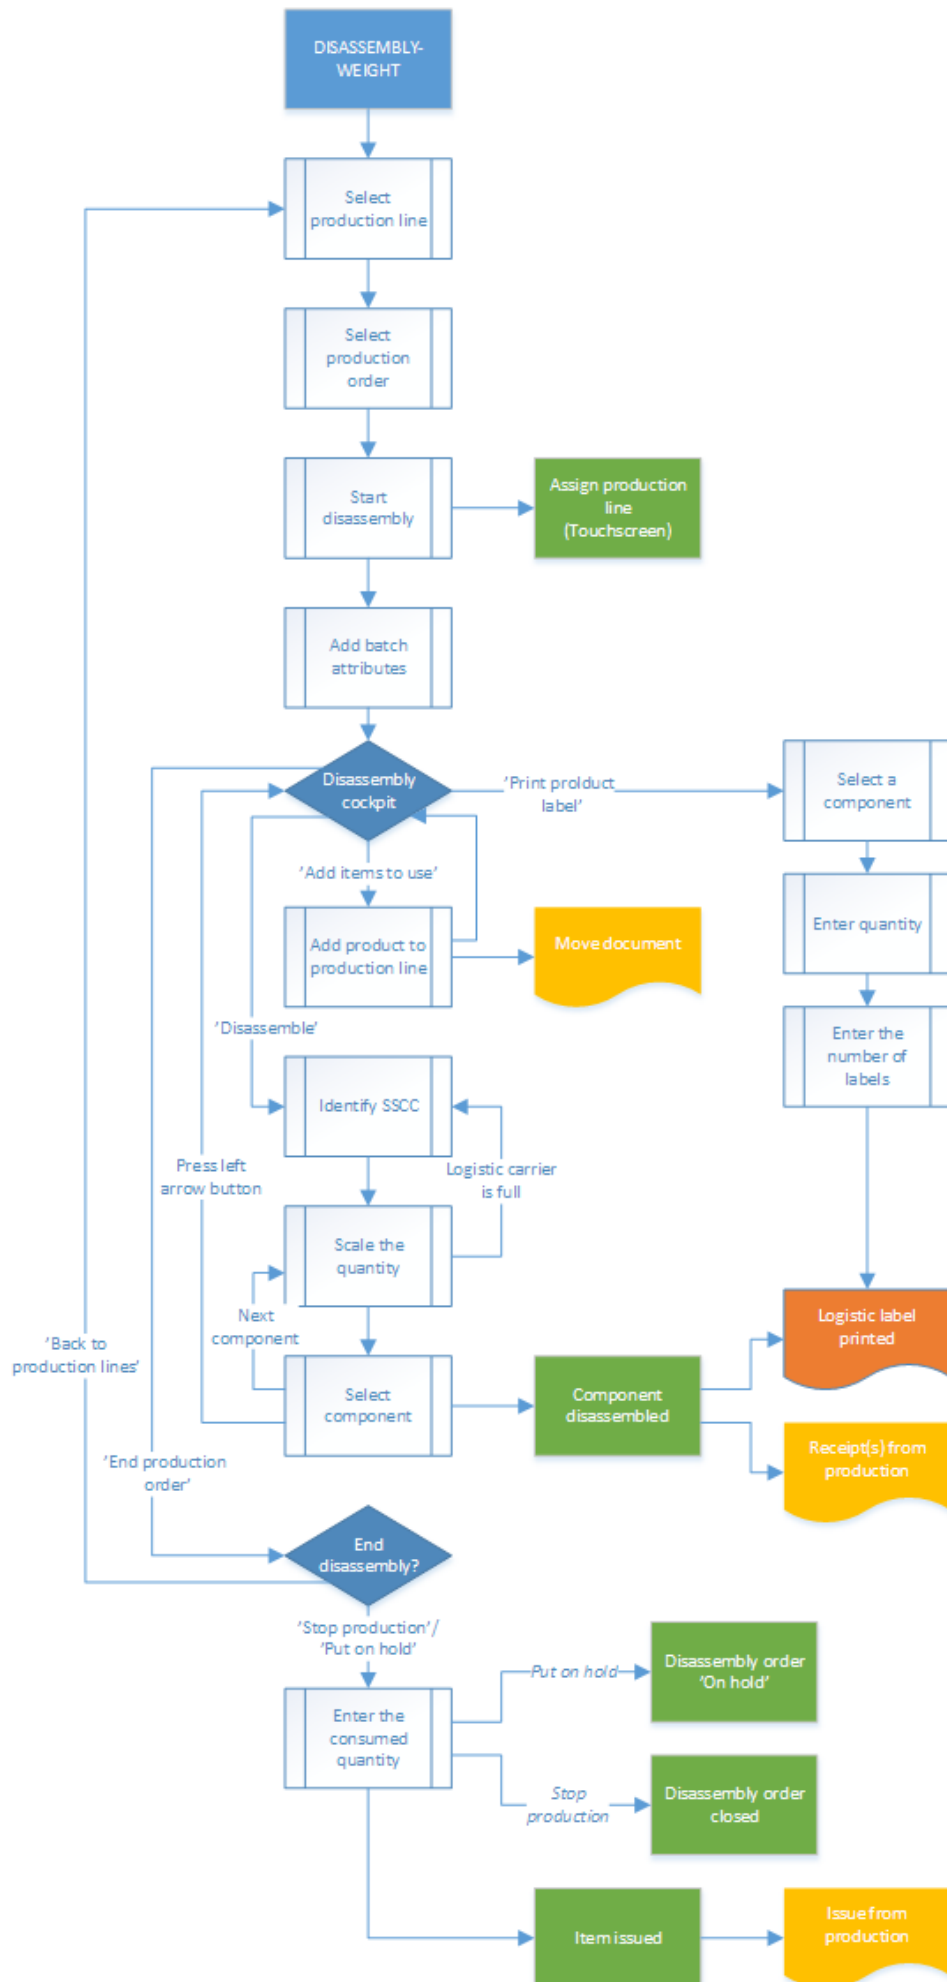 DISASSEMBLY-
WEIGHT
Select
production line
Select
production
order
Start
disassembly
Assign production
line
(Touchscreen)
Add batch
attributes
Disassembly
cockpit
'Print prolduct
label'
Select a
component
'Add items to use'
Enter quantity
Add product to
production line
Move document
'Disassemble'
Enter the
number of
labels
Identify SSCC
Press left
arrow button
Logistic carrier
is full
Scale the
quantity
Next
component
Logistic label
printed
'Back to
production lines'
Select
component
Component
disassembled
Receipt(s) from
production
'End production
order'
End
disassembly?
'Stop production'/
'Put on hold'
Put on hold
Disassembly order
'On hold'
Enter the
consumed
quantity
Stop
production
Disassembly order
closed
Item issued
Issue from
production